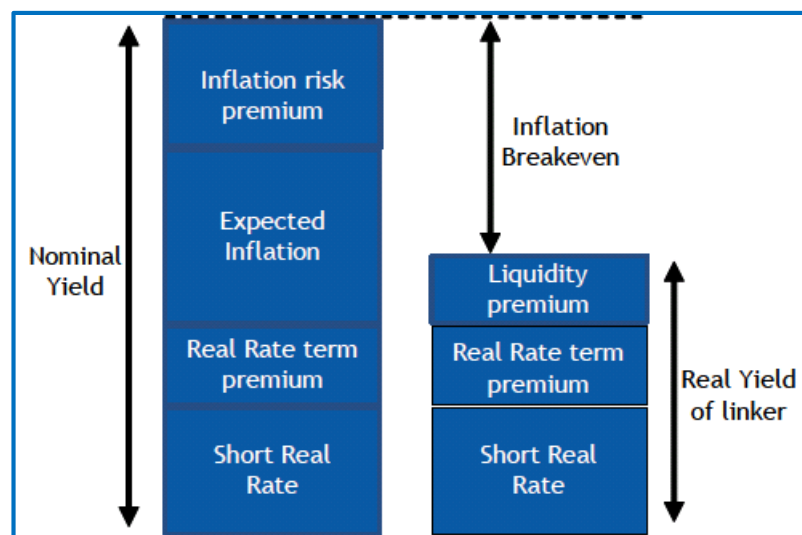 Nominal
Yield
Inflation risk
premium
Expected
Inflation
Real Rate term
premium
Short Real
Rate
Inflation
Breakeven
Liquidity
premium
Real Rate term
premium
Short Real
Rate
Real Yield
of linker